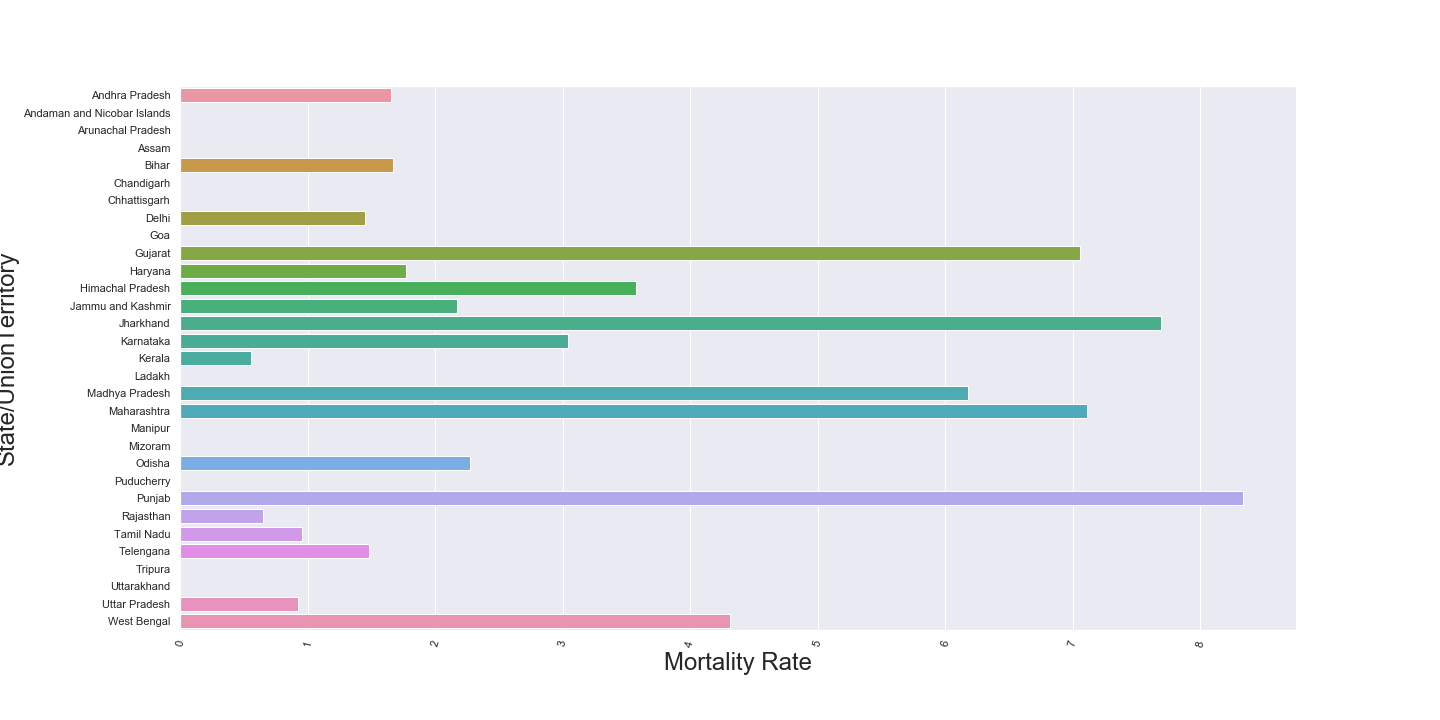 Andhra Pradesh
Andaman and Nicobar Islands
Arunachal Pradesh
Assam
Bihar
Chandigarh
Chhattisgarh
Delhi
Goa
Gujarat
Haryana
Himachal Pradesh
Jammu and Kashmir
Jharkhand
Karnataka
Kerala
Ladakh
Madhya Pradesh
Maharashtra
Manipur
Mizoram
Odisha
Puducherry
Punjab
Rajasthan
Tamil Nadu
Telengana
Tripura
Uttarakhand
Uttar Pradesh
West Bengal
State/UnionTerritory
0 1 2 3 4 5 6 7 8
Mortality Rate